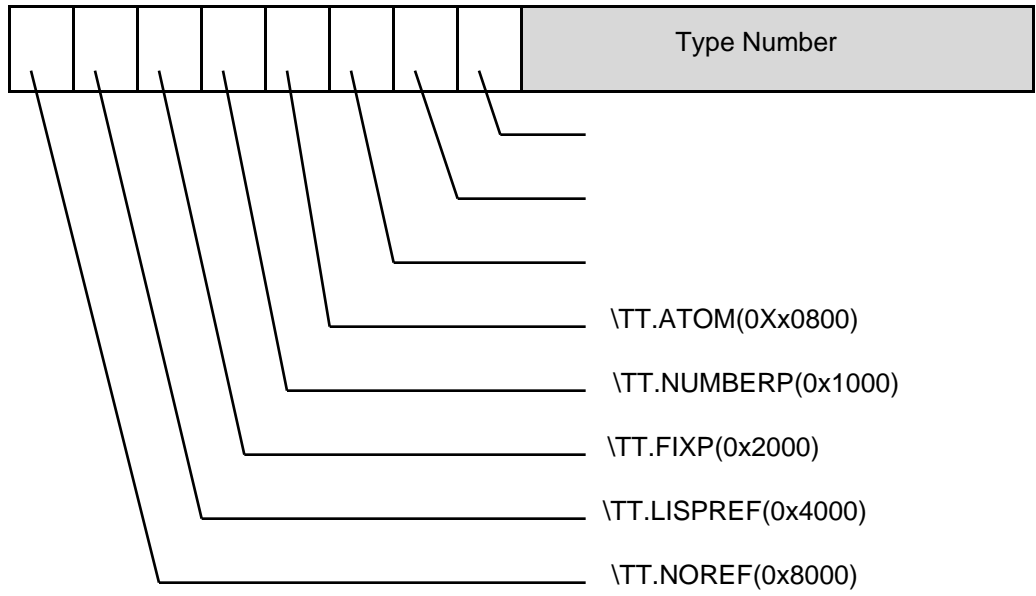 Type Number
\TT.ATOM(0Xx0800)
\TT.NUMBERP(0x1000)
\TT.FIXP(0x2000)
\TT.LISPREF(0x4000)
\TT.NOREF(0x8000)